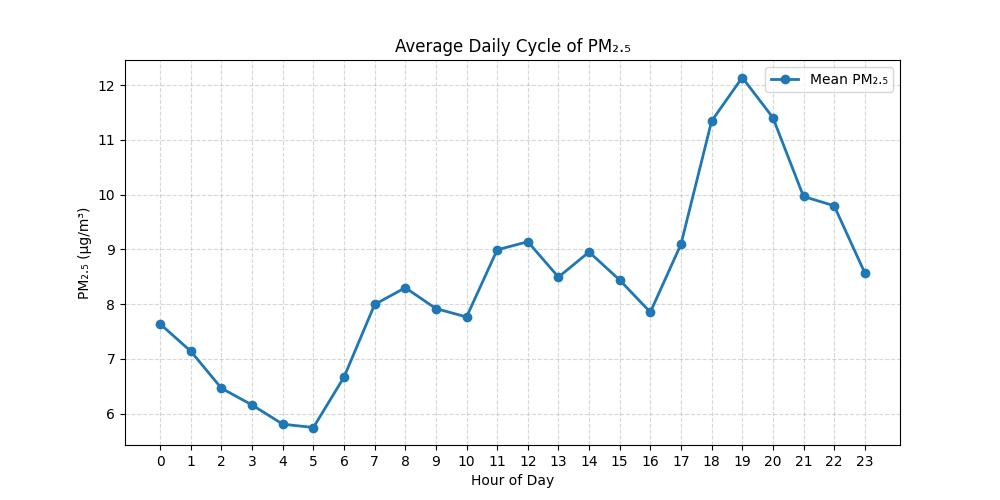 Average Daily Cycle of PM₂.₅
Mean PM₂.₅
PM₂.₅ (µg/m³)
12
11
10
9
8
7
6
0 1 2 3 4 5 6 7 8 9 10 11 12 13 14 15 16 17 18 19 20 21 22 23
Hour of Day